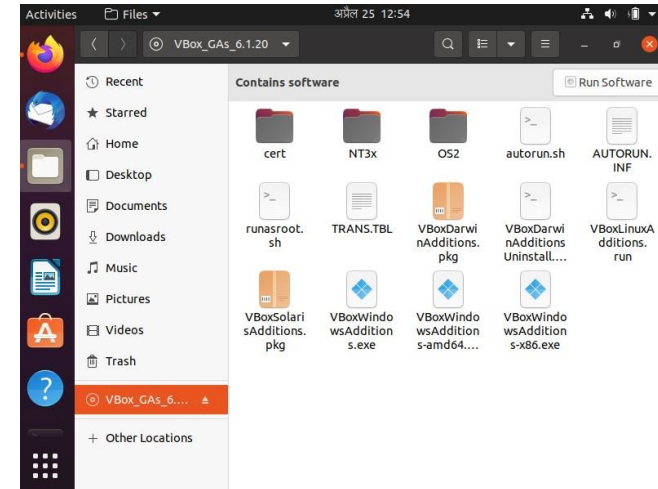 Activities
Files
अप्रैल 25 12:54
VBox_GAs_6.1.20
Recent
Starred
Home
Desktop
Documents
Downloads
Music
Pictures
Videos
Trash
VBox_GAs_6....
+ Other Locations
Contains software
Run Software
cert
NT3x
OS2
autorun.sh
AUTORUN.
INF
runasroot.
sh
TRANS.TBL
VBoxDarwi
nAdditions.
pkg
VBoxDarwi
nAdditions
Uninstall....
VBoxLinuxA
dditions.
run
VBoxSolari
sAdditions.
pkg
VBoxWindo
wsAddition
s.exe
VBoxWindo
wsAddition
s-amd64....
VBoxWindo
wsAddition
s-x86.exe